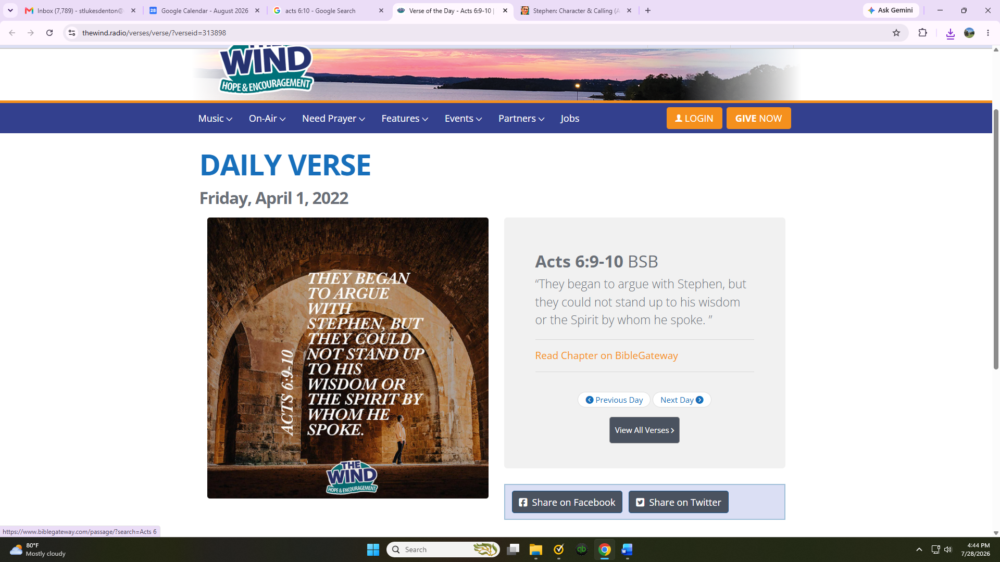 Inbox (7,789) - stlukesdenton@
28
Google Calendar - August 2026
acts 6:10 - Google Search
Verse of the Day - Acts 6:9-10 |
Stephen: Character & Calling (A
Ask Gemini
thewind.radio/verses/verse/?verseid=313898
THE
WIND
HOPE & ENCOURAGEMENT
Music
On-Air
Need Prayer
Features
Events
Partners
Jobs
LOGIN
GIVE NOW
DAILY VERSE
Friday, April 1, 2022
ACTS 6:9-10
THEY BEGAN
TO ARGUE
WITH
STEPHEN, BUT
THEY COULD
NOT STAND UP
TO HIS
WISDOM OR
THE SPIRIT BY
WHOM HE
SPOKE.
THE
WIND
HOPE & ENCOURAGEMENT
Acts 6:9-10 BSB
“They began to argue with Stephen, but
they could not stand up to his wisdom
or the Spirit by whom he spoke. ”
Read Chapter on BibleGateway
Previous Day
Next Day
View All Verses
Share on Facebook
Share on Twitter
https://www.biblegateway.com/passage/?search=Acts 6
80°F
Mostly cloudy
Search
qb
W
4:44 PM
7/28/2026